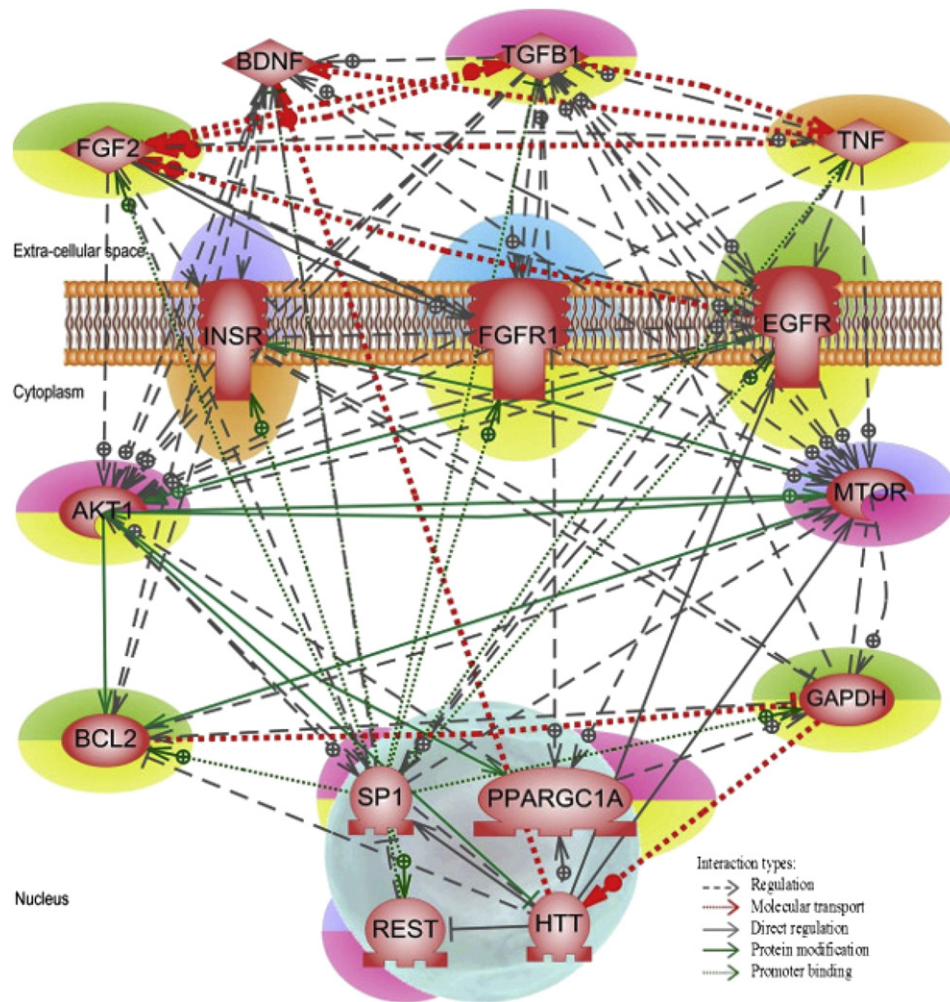 BDNF
TGFB1
FGF2
TNF
Extra-cellular space
INSR
FGFR1
EGFR
Cytoplasm
AKT1
MTOR
GAPDH
BCL2
SP1
PPARGC1A
Nucleus
REST
HTT
Interaction types:
Regulation
Molecular transport
Direct regulation
Protein modification
Promoter binding